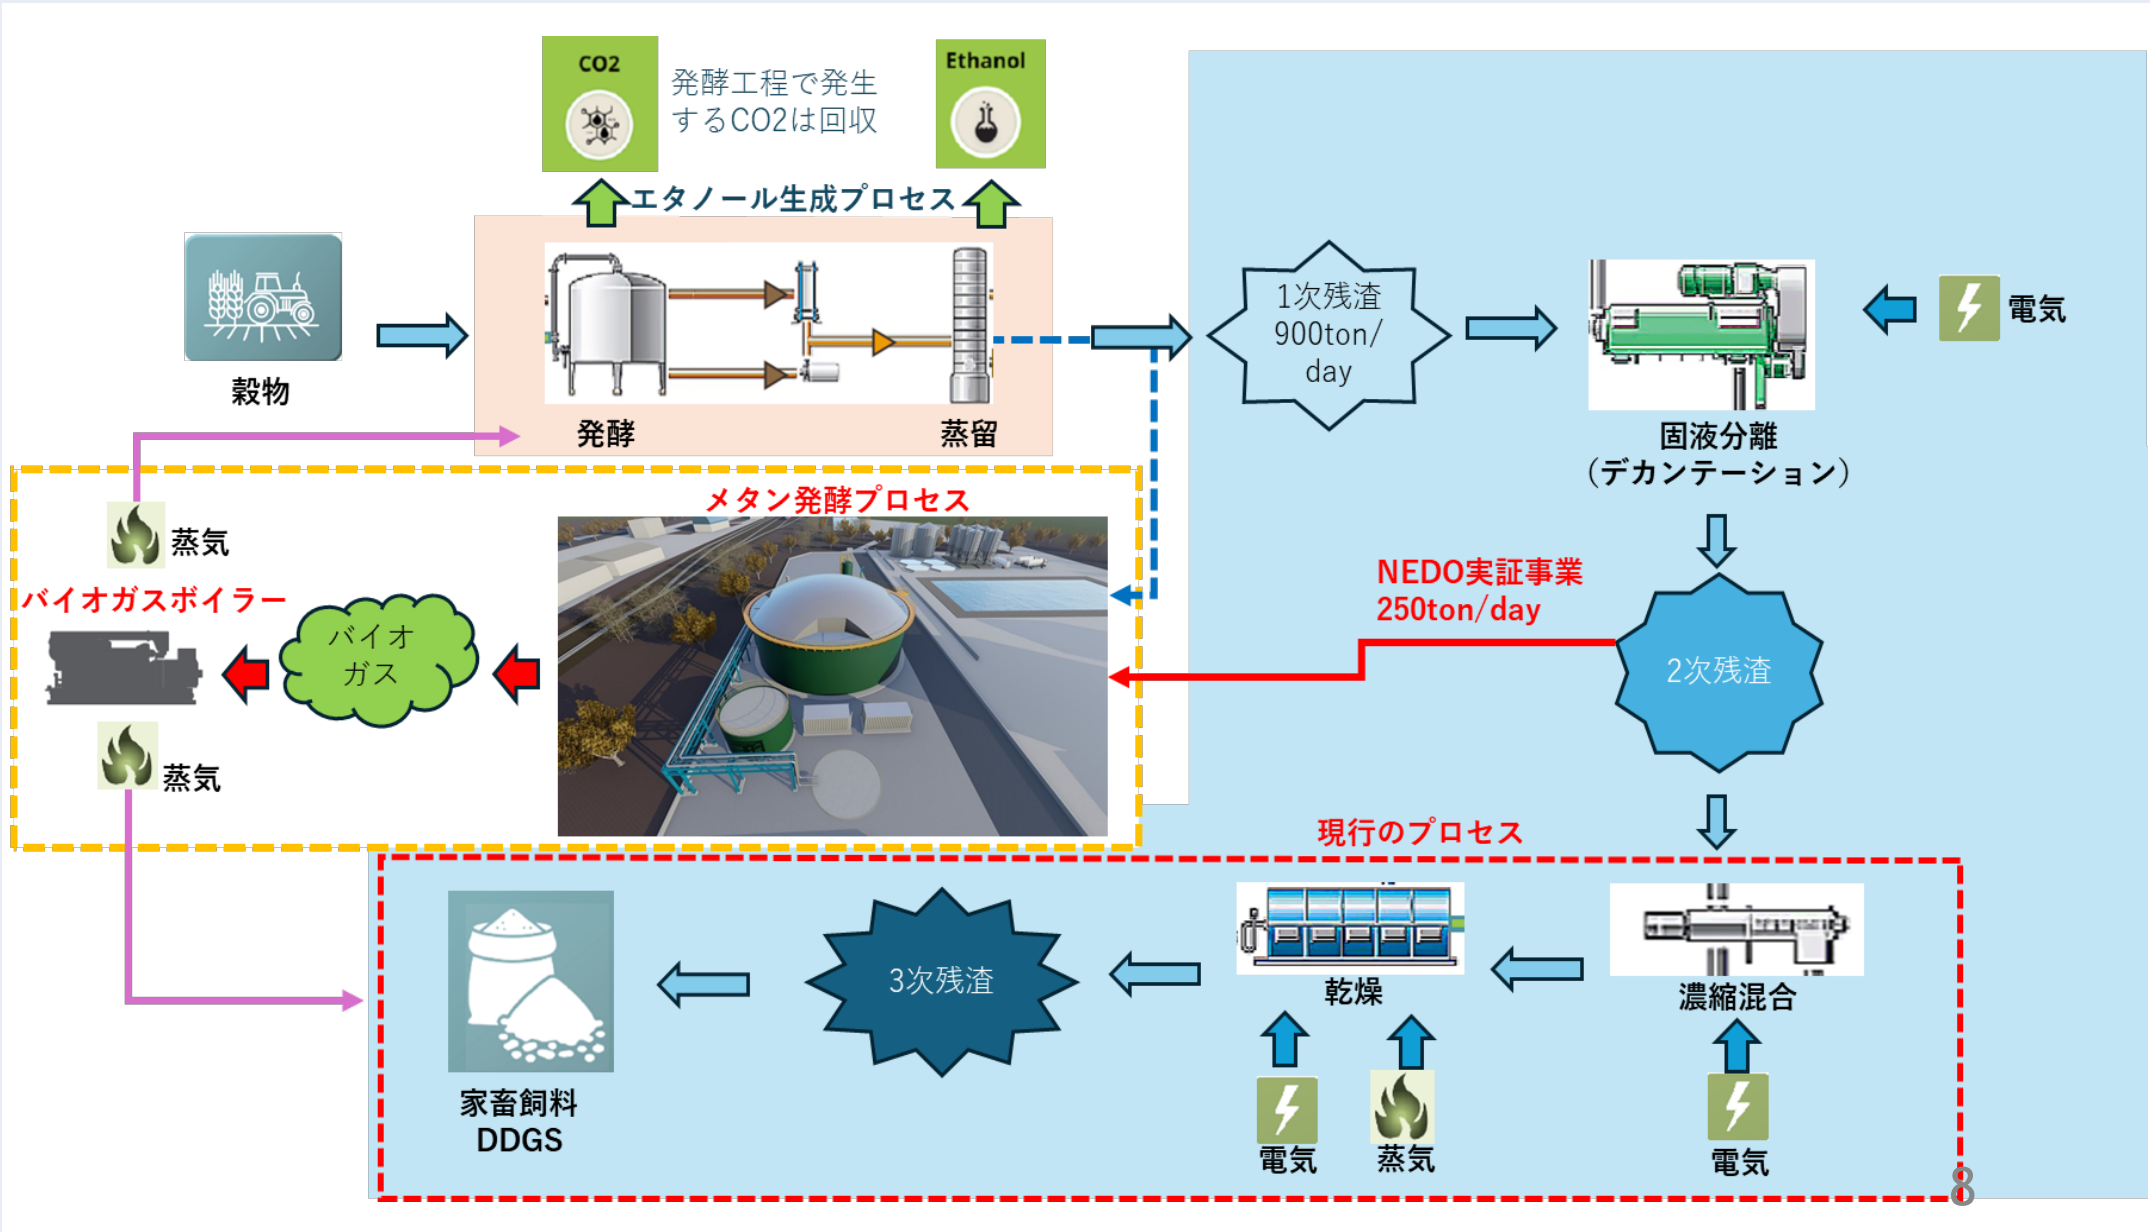 CO2
発酵工程で発生
するCO2は回収
Ethanol
エタノール生成プロセス
穀物
発酵
蒸留
1次残渣
900ton/
day
固液分離
（デカンテーション）
電気
メタン発酵プロセス
蒸気
バイオガスボイラー
バイオ
ガス
蒸気
NEDO実証事業
250ton/day
2次残渣
現行のプロセス
家畜飼料
DDGS
3次残渣
乾燥
濃縮混合
電気
蒸気
電気
8